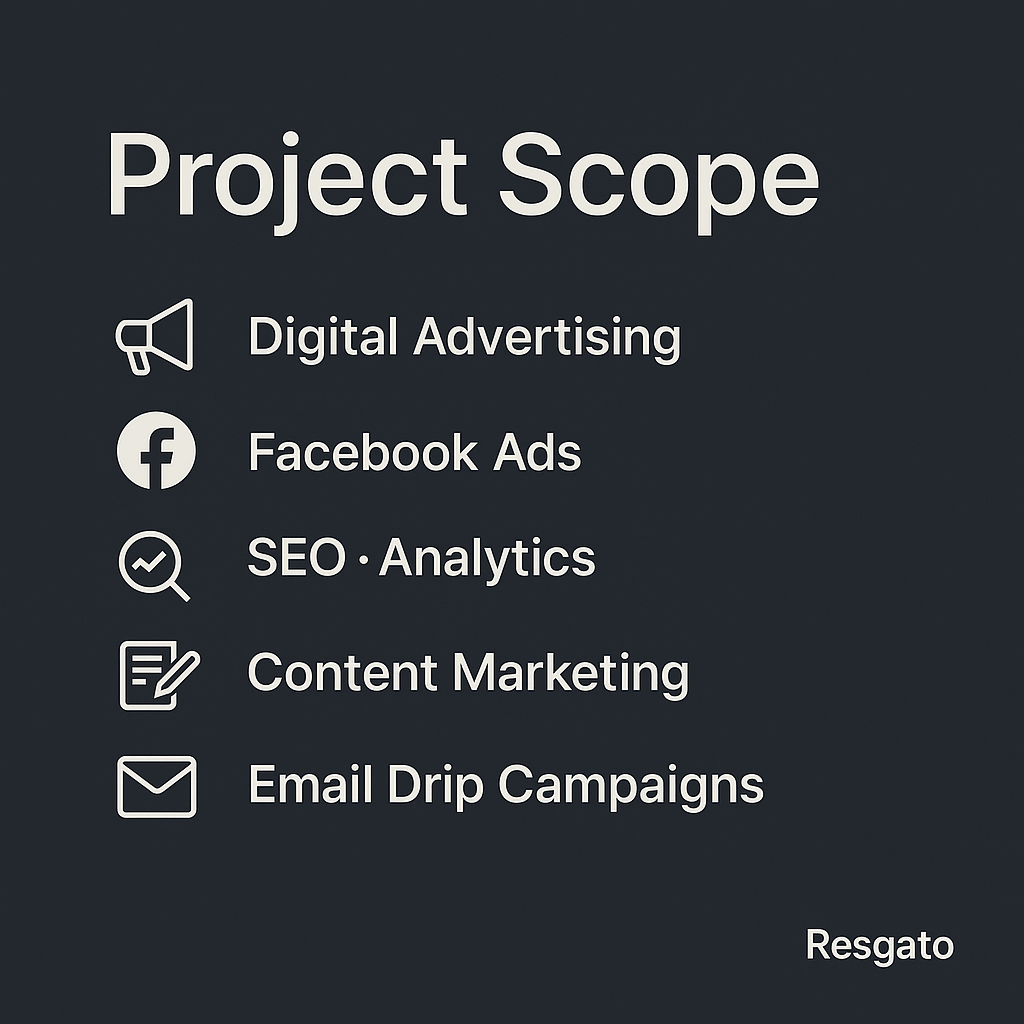 Project Scope
Digital Advertising
Facebook Ads
SEO · Analytics
Content Marketing
Email Drip Campaigns
Resgato